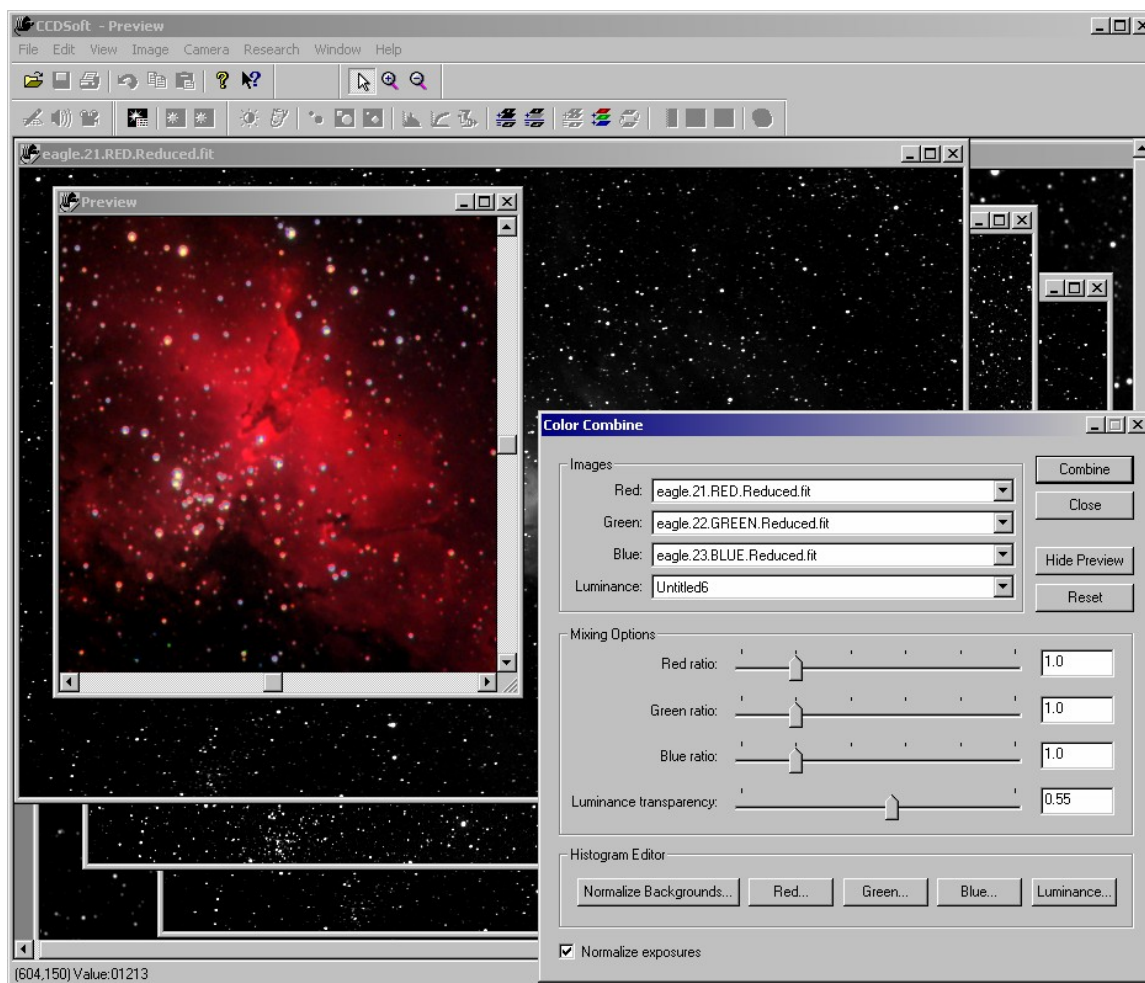 CCDSoft - Preview
File Edit View Image Camera Research Window Help
eagle.21.RED.Reduced.fit
Preview
Color Combine
Images
Red: eagle.21.RED.Reduced.fit
Green: eagle.22.GREEN.Reduced.fit
Blue: eagle.23.BLUE.Reduced.fit
Luminance: Untitled6
Combine
Close
Hide Preview
Reset
Mixing Options
Red ratio: 1.0
Green ratio: 1.0
Blue ratio: 1.0
Luminance transparency: 0.55
Histogram Editor
Normalize Backgrounds... Red... Green... Blue... Luminance...
Normalize exposures
(604,150) Value:01213